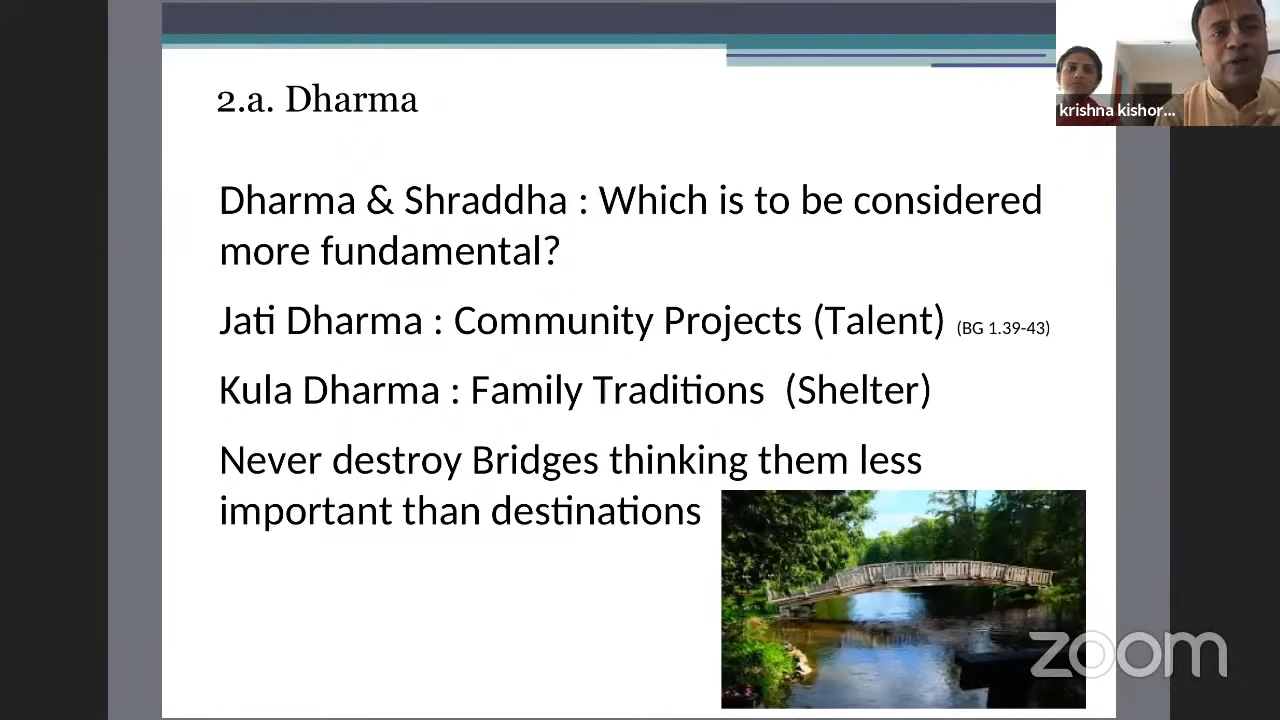 2.a. Dharma
krishna kishor...
Dharma & Shraddha : Which is to be considered
more fundamental?
Jati Dharma : Community Projects (Talent) (BG 1.39-43)
Kula Dharma : Family Traditions (Shelter)
Never destroy Bridges thinking them less
important than destinations
zoom